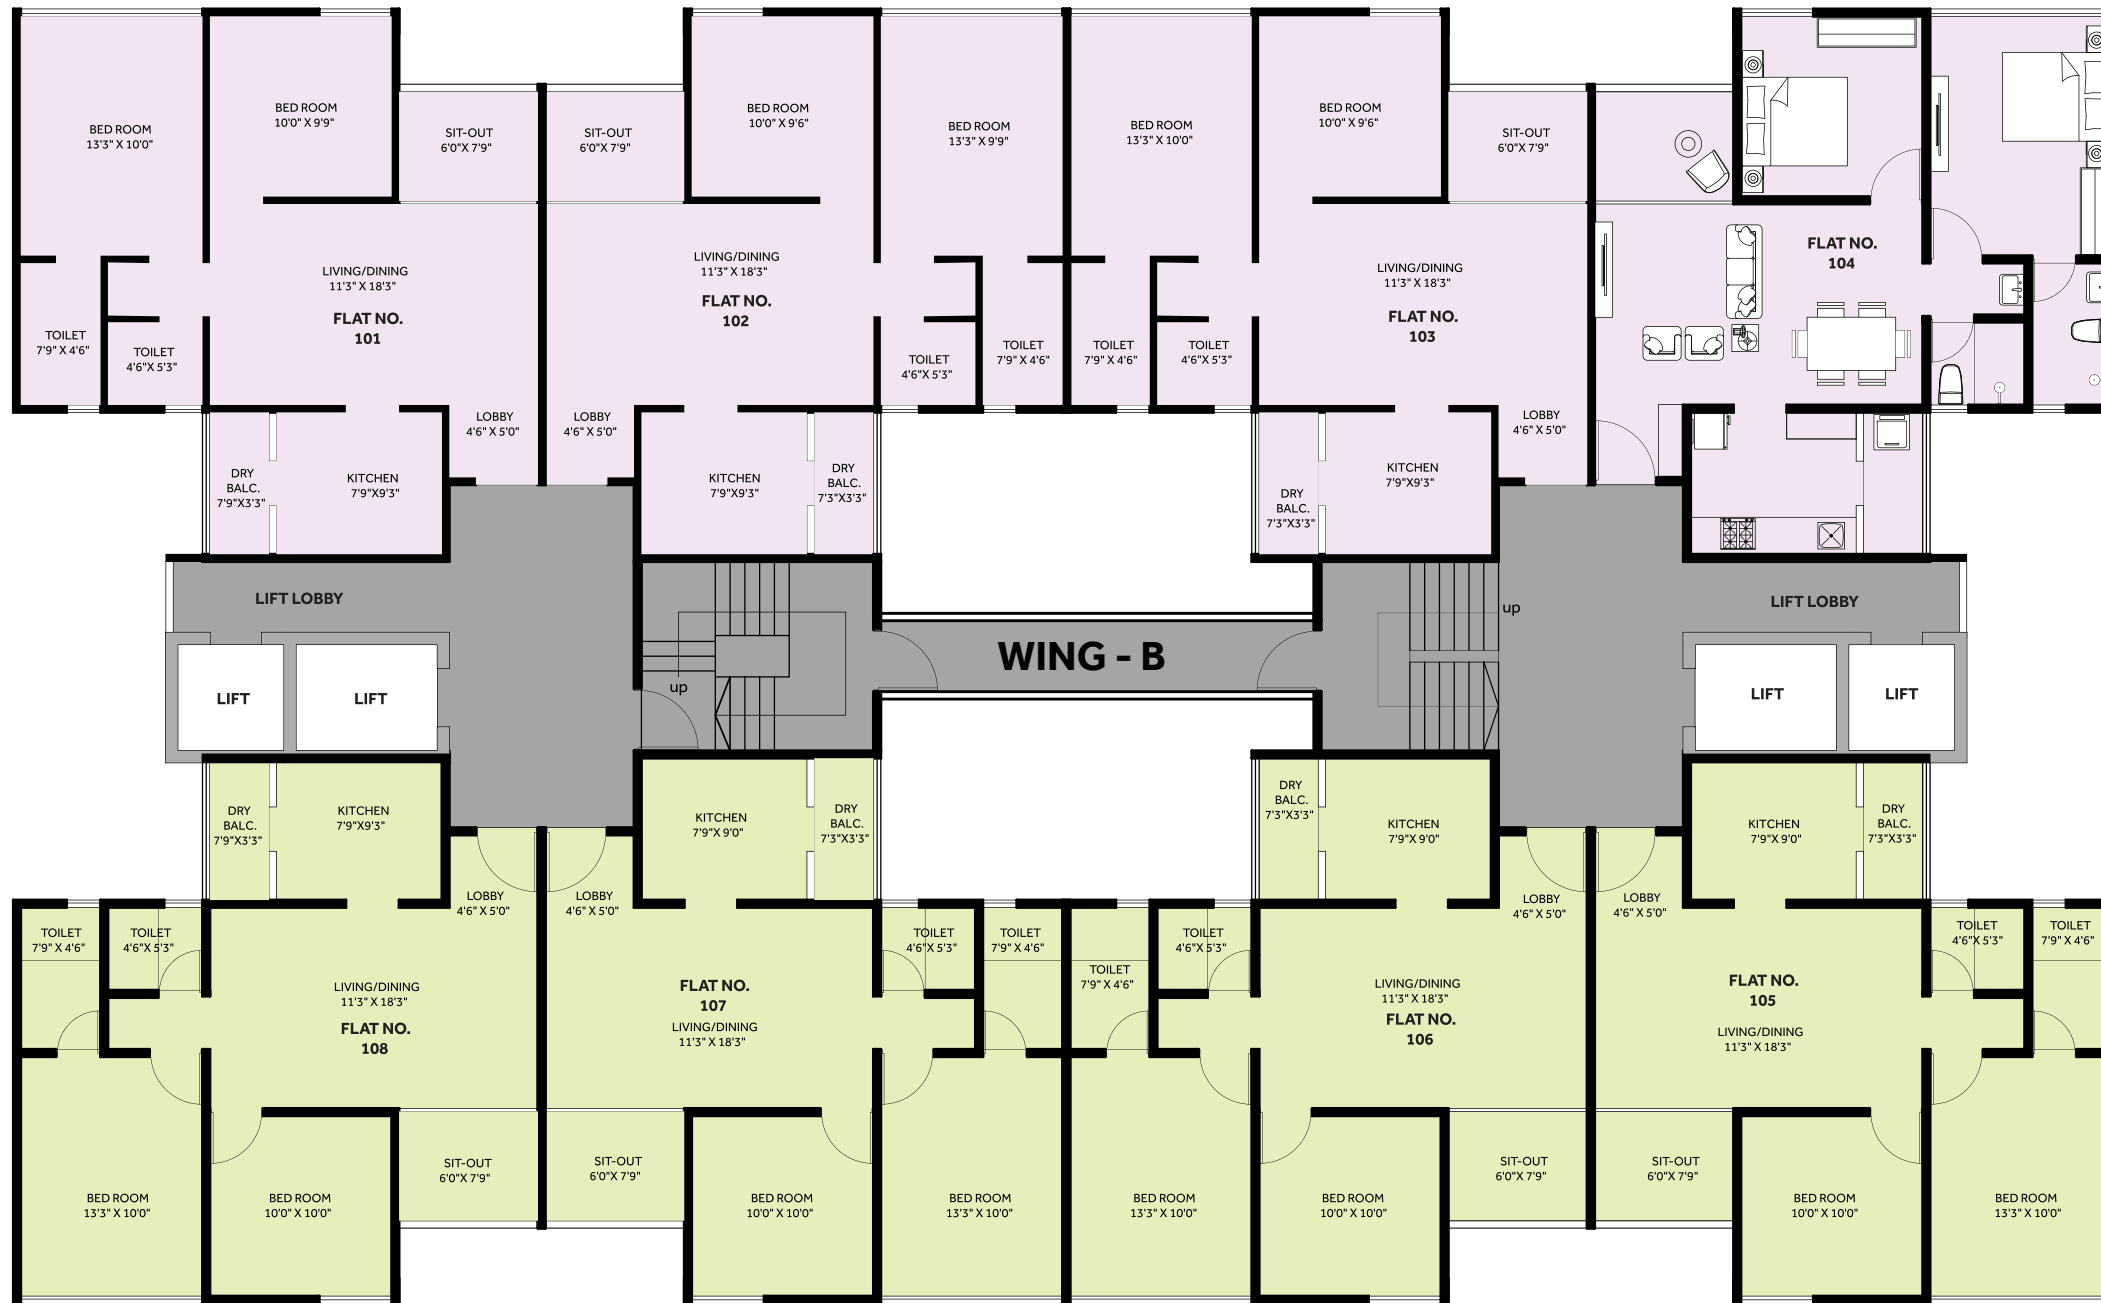 BED ROOM
13'3" X 10'0"
BED ROOM
10'0" X 9'9"
SIT-OUT
6'0"X 7'9"
LIVING/DINING
11'3" X 18'3"
FLAT NO.
101
TOILET
7'9" X 4'6"
TOILET
4'6"X 5'3"
LOBBY
4'6" X 5'0"
DRY
BALC.
7'9"X3'3"
KITCHEN
7'9"X9'3"
SIT-OUT
6'0"X 7'9"
BED ROOM
10'0" X 9'6"
BED ROOM
13'3" X 9'9"
LIVING/DINING
11'3" X 18'3"
FLAT NO.
102
TOILET
4'6"X 5'3"
TOILET
7'9" X 4'6"
LOBBY
4'6" X 5'0"
KITCHEN
7'9"X9'3"
DRY
BALC.
7'3"X3'3"
BED ROOM
13'3" X 10'0"
BED ROOM
10'0" X 9'6"
SIT-OUT
6'0"X 7'9"
LIVING/DINING
11'3" X 18'3"
FLAT NO.
103
TOILET
7'9" X 4'6"
TOILET
4'6"X 5'3"
LOBBY
4'6" X 5'0"
DRY
BALC.
7'3"X3'3"
KITCHEN
7'9"X9'3"
FLAT NO.
104
LIFT LOBBY
LIFT
LIFT
up
WING - B
up
LIFT LOBBY
LIFT
LIFT
DRY
BALC.
7'9"X3'3"
KITCHEN
7'9"X9'3"
LOBBY
4'6" X 5'0"
TOILET
7'9" X 4'6"
TOILET
4'6"X 5'3"
LIVING/DINING
11'3" X 18'3"
FLAT NO.
108
SIT-OUT
6'0"X 7'9"
BED ROOM
13'3" X 10'0"
BED ROOM
10'0" X 10'0"
KITCHEN
7'9"X 9'0"
DRY
BALC.
7'3"X3'3"
LOBBY
4'6" X 5'0"
TOILET
4'6"X 5'3"
TOILET
7'9" X 4'6"
FLAT NO.
107
LIVING/DINING
11'3" X 18'3"
SIT-OUT
6'0"X 7'9"
BED ROOM
10'0" X 10'0"
BED ROOM
13'3" X 10'0"
DRY
BALC.
7'3"X3'3"
KITCHEN
7'9"X 9'0"
LOBBY
4'6" X 5'0"
TOILET
7'9" X 4'6"
TOILET
4'6"X 5'3"
LIVING/DINING
11'3" X 18'3"
FLAT NO.
106
SIT-OUT
6'0"X 7'9"
BED ROOM
13'3" X 10'0"
BED ROOM
10'0" X 10'0"
KITCHEN
7'9"X 9'0"
DRY
BALC.
7'3"X3'3"
LOBBY
4'6" X 5'0"
TOILET
4'6"X 5'3"
TOILET
7'9" X 4'6"
FLAT NO.
105
LIVING/DINING
11'3" X 18'3"
SIT-OUT
6'0"X 7'9"
BED ROOM
10'0" X 10'0"
BED ROOM
13'3" X 10'0"